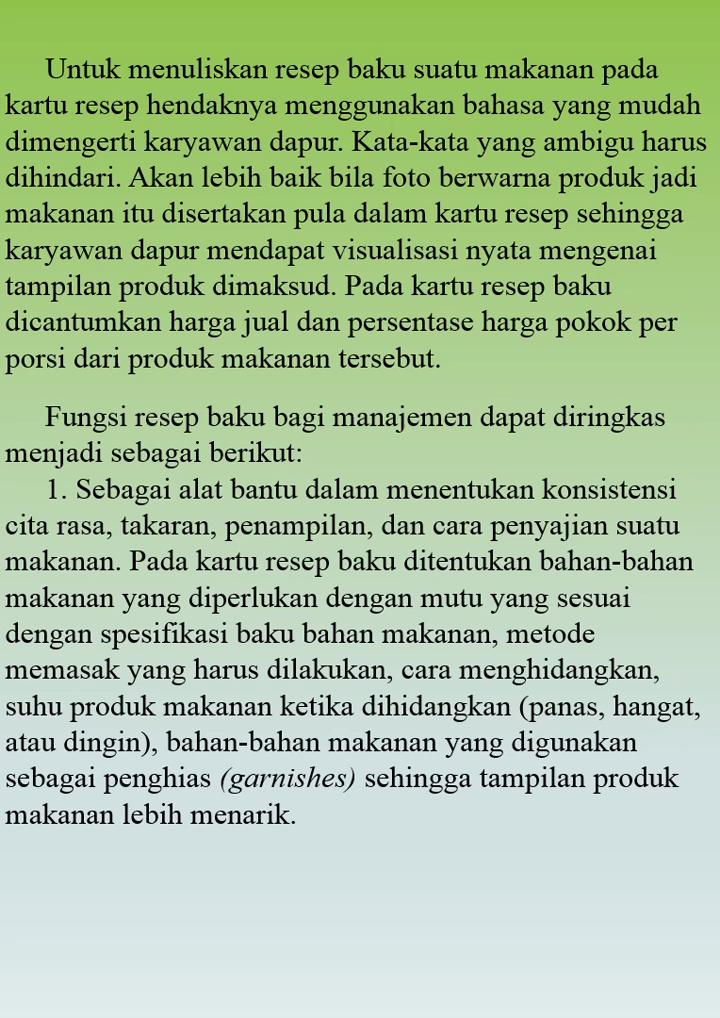 Untuk menuliskan resep baku suatu makanan pada
kartu resep hendaknya menggunakan bahasa yang mudah
dimengerti karyawan dapur. Kata-kata yang ambigu harus
dihindari. Akan lebih baik bila foto berwarna produk jadi
makanan itu disertakan pula dalam kartu resep sehingga
karyawan dapur mendapat visualisasi nyata mengenai
tampilan produk dimaksud. Pada kartu resep baku
dicantumkan harga jual dan persentase harga pokok per
porsi dari produk makanan tersebut.
Fungsi resep baku bagi manajemen dapat diringkas
menjadi sebagai berikut:
1. Sebagai alat bantu dalam menentukan konsistensi
cita rasa, takaran, penampilan, dan cara penyajian suatu
makanan. Pada kartu resep baku ditentukan bahan-bahan
makanan yang diperlukan dengan mutu yang sesuai
dengan spesifikasi baku bahan makanan, metode
memasak yang harus dilakukan, cara menghidangkan,
suhu produk makanan ketika dihidangkan (panas, hangat,
atau dingin), bahan-bahan makanan yang digunakan
sebagai penghias (garnishes) sehingga tampilan produk
makanan lebih menarik.